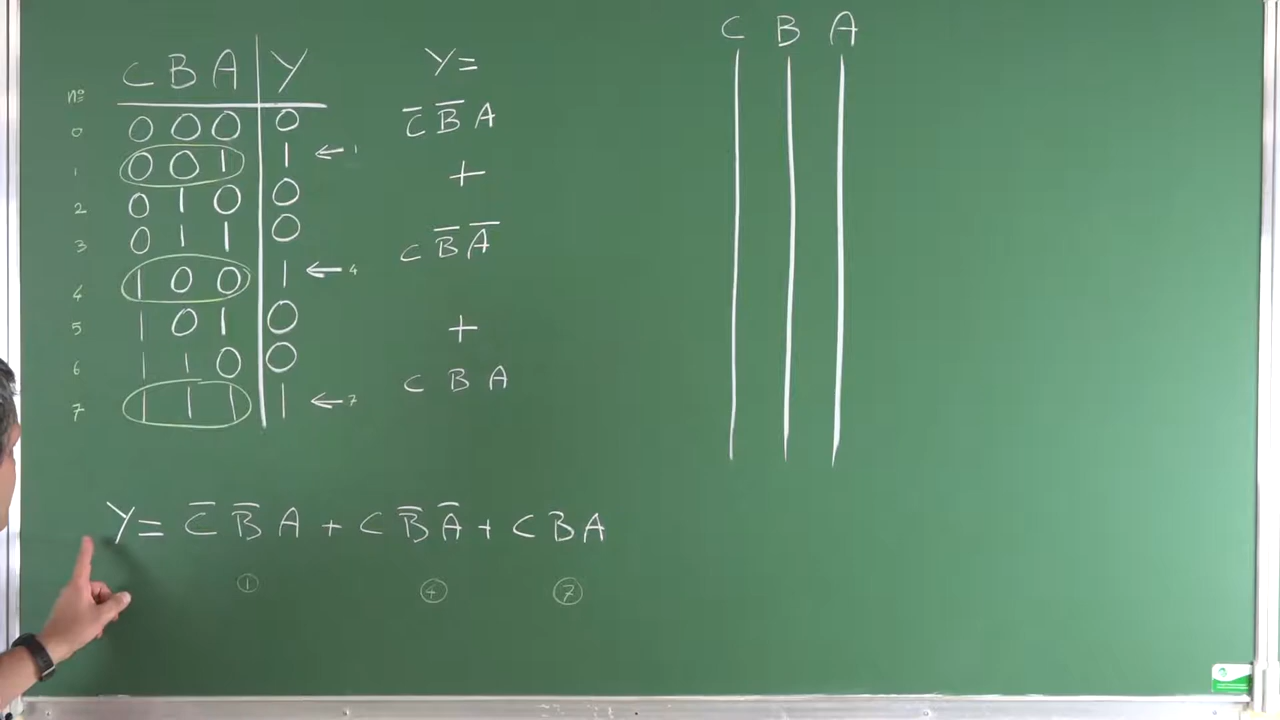 C B A Y
nº
0 0 0 0 0
1 0 0 1 1 ← 1
2 0 1 0 0
3 0 1 1 0
4 1 0 0 1 ← 4
5 1 0 1 0
6 1 1 0 0
7 1 1 1 1 ← 7
Y=
C̅ B̅ A
+
C B̅ A̅
+
C B A
Y= C̅ B̅ A + C B̅ A̅ + C B A
① ④ ⑦
C B A